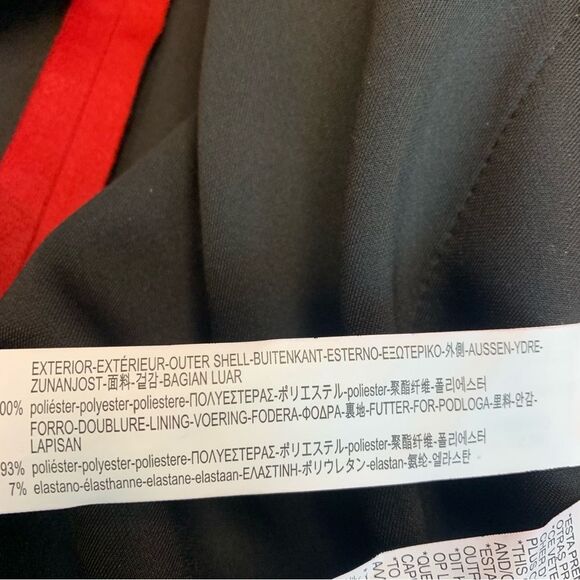 EXTERIOR-EXTÉRIEUR-OUTER SHELL-BUITENKANT-ESTERNO-ΕΞΩΤΕΡΙΚΟ-外側-AUSSEN-YDRE-
ZUNANJOST-面料-겉감-BAGIAN LUAR
00% poliéster-polyester-poliestere-ΠΟΛΥΕΣΤΕΡΑΣ-ポリエステル-poliester-聚酯纤维-폴리에스터
FORRO-DOUBLURE-LINING-VOERING-FODERA-ΦΟΔΡΑ-裏地-FUTTER-FOR-PODLOGA-里料-안감-
LAPISAN
93% poliéster-polyester-poliestere-ΠΟΛΥΕΣΤΕΡΑΣ-ポリエステル-poliester-聚酯纤维-폴리에스터
7% elastano-élasthanne-elastane-elastaan-ΕΛΑΣΤΙΝΗ-ポリウレタン-elastan-氨纶-엘라스탄